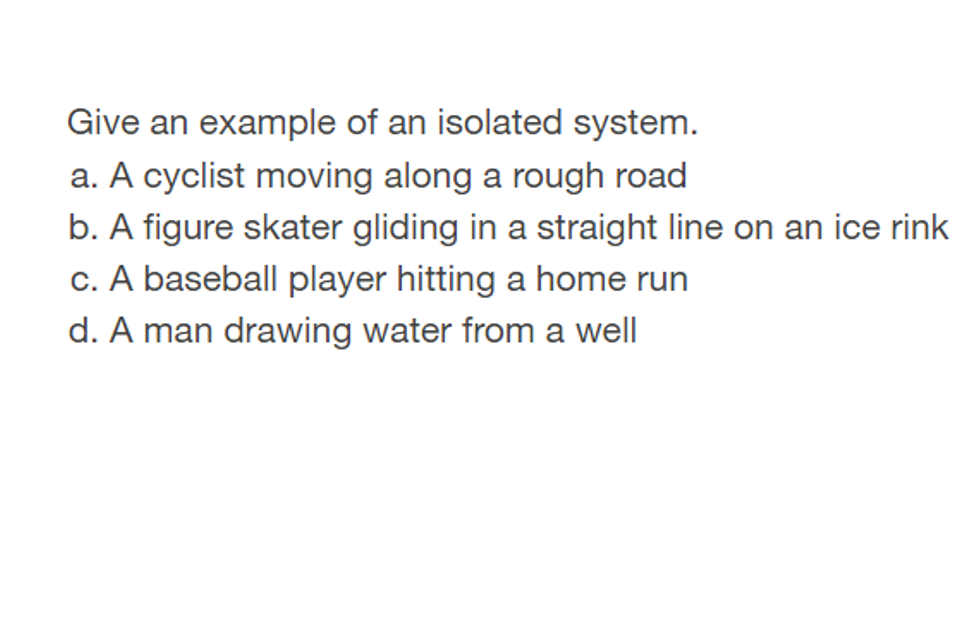 Give an example of an isolated system.
a. A cyclist moving along a rough road
b. A figure skater gliding in a straight line on an ice rink
c. A baseball player hitting a home run
d. A man drawing water from a well